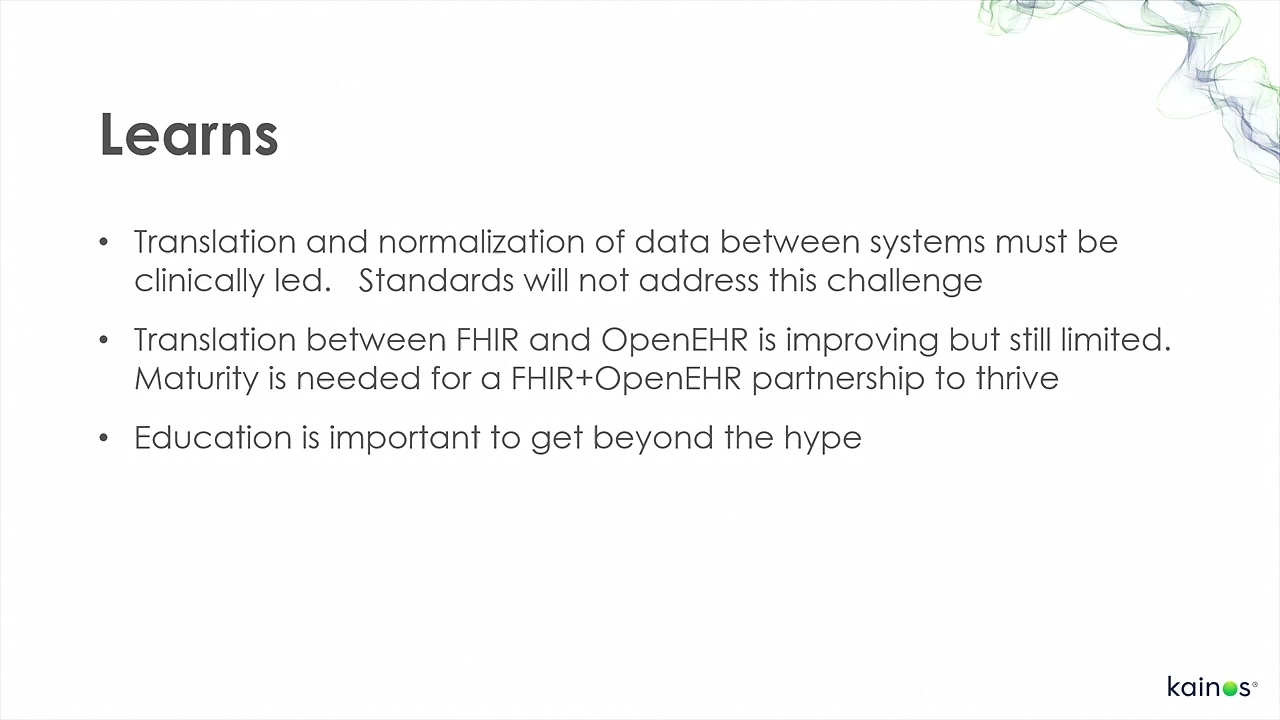 Learns
• Translation and normalization of data between systems must be
clinically led.   Standards will not address this challenge
• Translation between FHIR and OpenEHR is improving but still limited.
Maturity is needed for a FHIR+OpenEHR partnership to thrive
• Education is important to get beyond the hype
kainos®